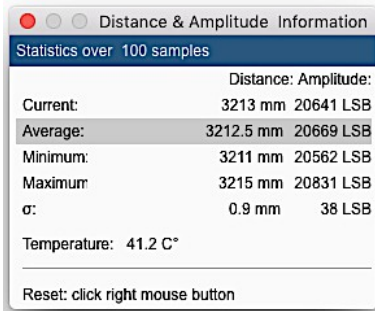 Distance & Amplitude Information
Statistics over 100 samples
Distance: Amplitude:
Current: 3213 mm 20641 LSB
Average: 3212.5 mm 20669 LSB
Minimum: 3211 mm 20562 LSB
Maximum 3215 mm 20831 LSB
σ: 0.9 mm 38 LSB
Temperature: 41.2 C°
Reset: click right mouse button